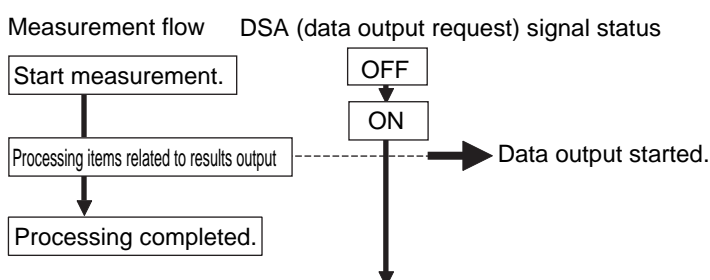 Measurement flow
DSA (data output request) signal status
Start measurement.
OFF
ON
Processing items related to results output
Data output started.
Processing completed.